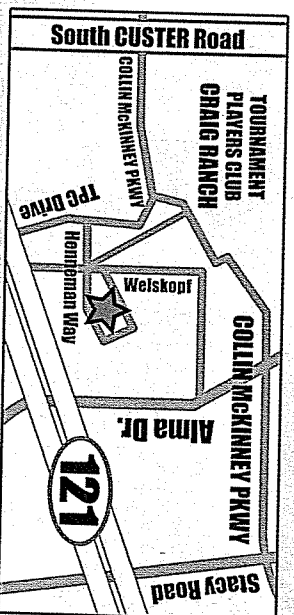 South CUSTER Road
COLLIN MCKINNEY PKWY
TOURNAMENT
PLAYERS CLUB
CRAIG RANCH
TPC Drive
Henneman Way
Weiskopf
COLLIN MCKINNEY PKWY
Alma Dr.
121
Stacy Road